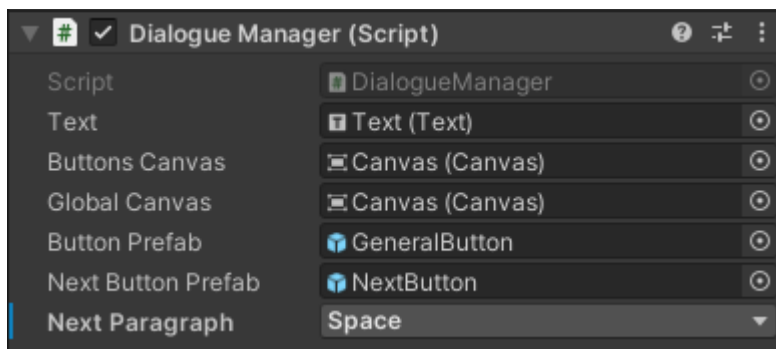 Dialogue Manager (Script)
Script DialogueManager
Text Text (Text)
Buttons Canvas Canvas (Canvas)
Global Canvas Canvas (Canvas)
Button Prefab GeneralButton
Next Button Prefab NextButton
Next Paragraph Space